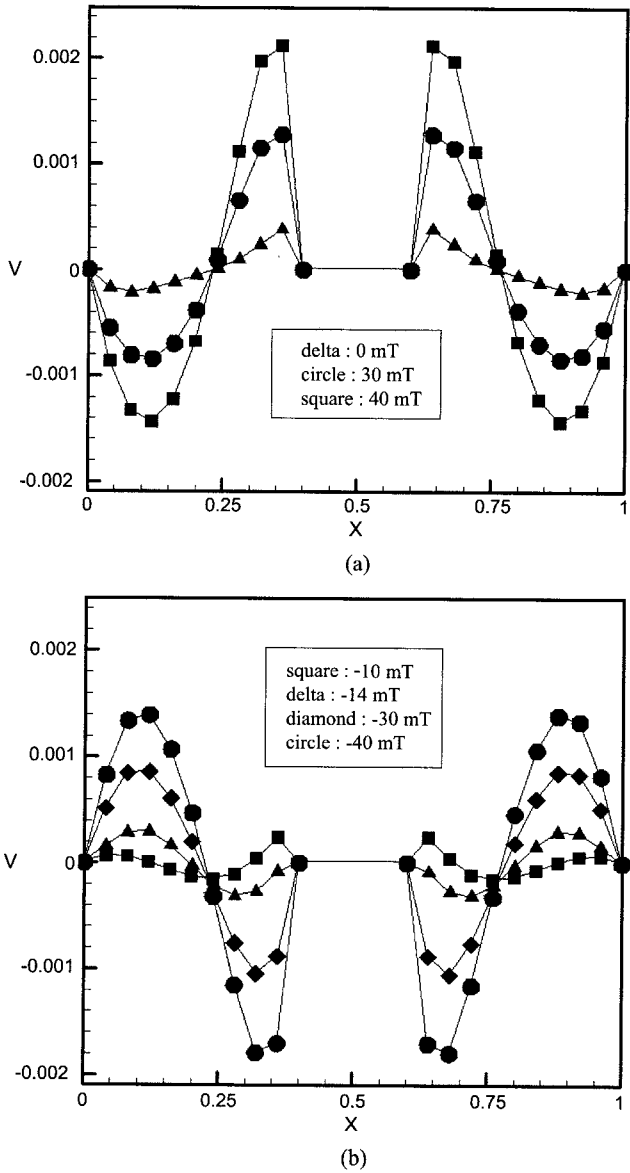 0.002
0.001
V
0
-0.001
-0.002
delta : 0 mT
circle : 30 mT
square : 40 mT
0
0.25
0.5
0.75
1
X
(a)
0.002
0.001
V
0
-0.001
-0.002
square : -10 mT
delta : -14 mT
diamond : -30 mT
circle : -40 mT
0
0.25
0.5
0.75
1
X
(b)